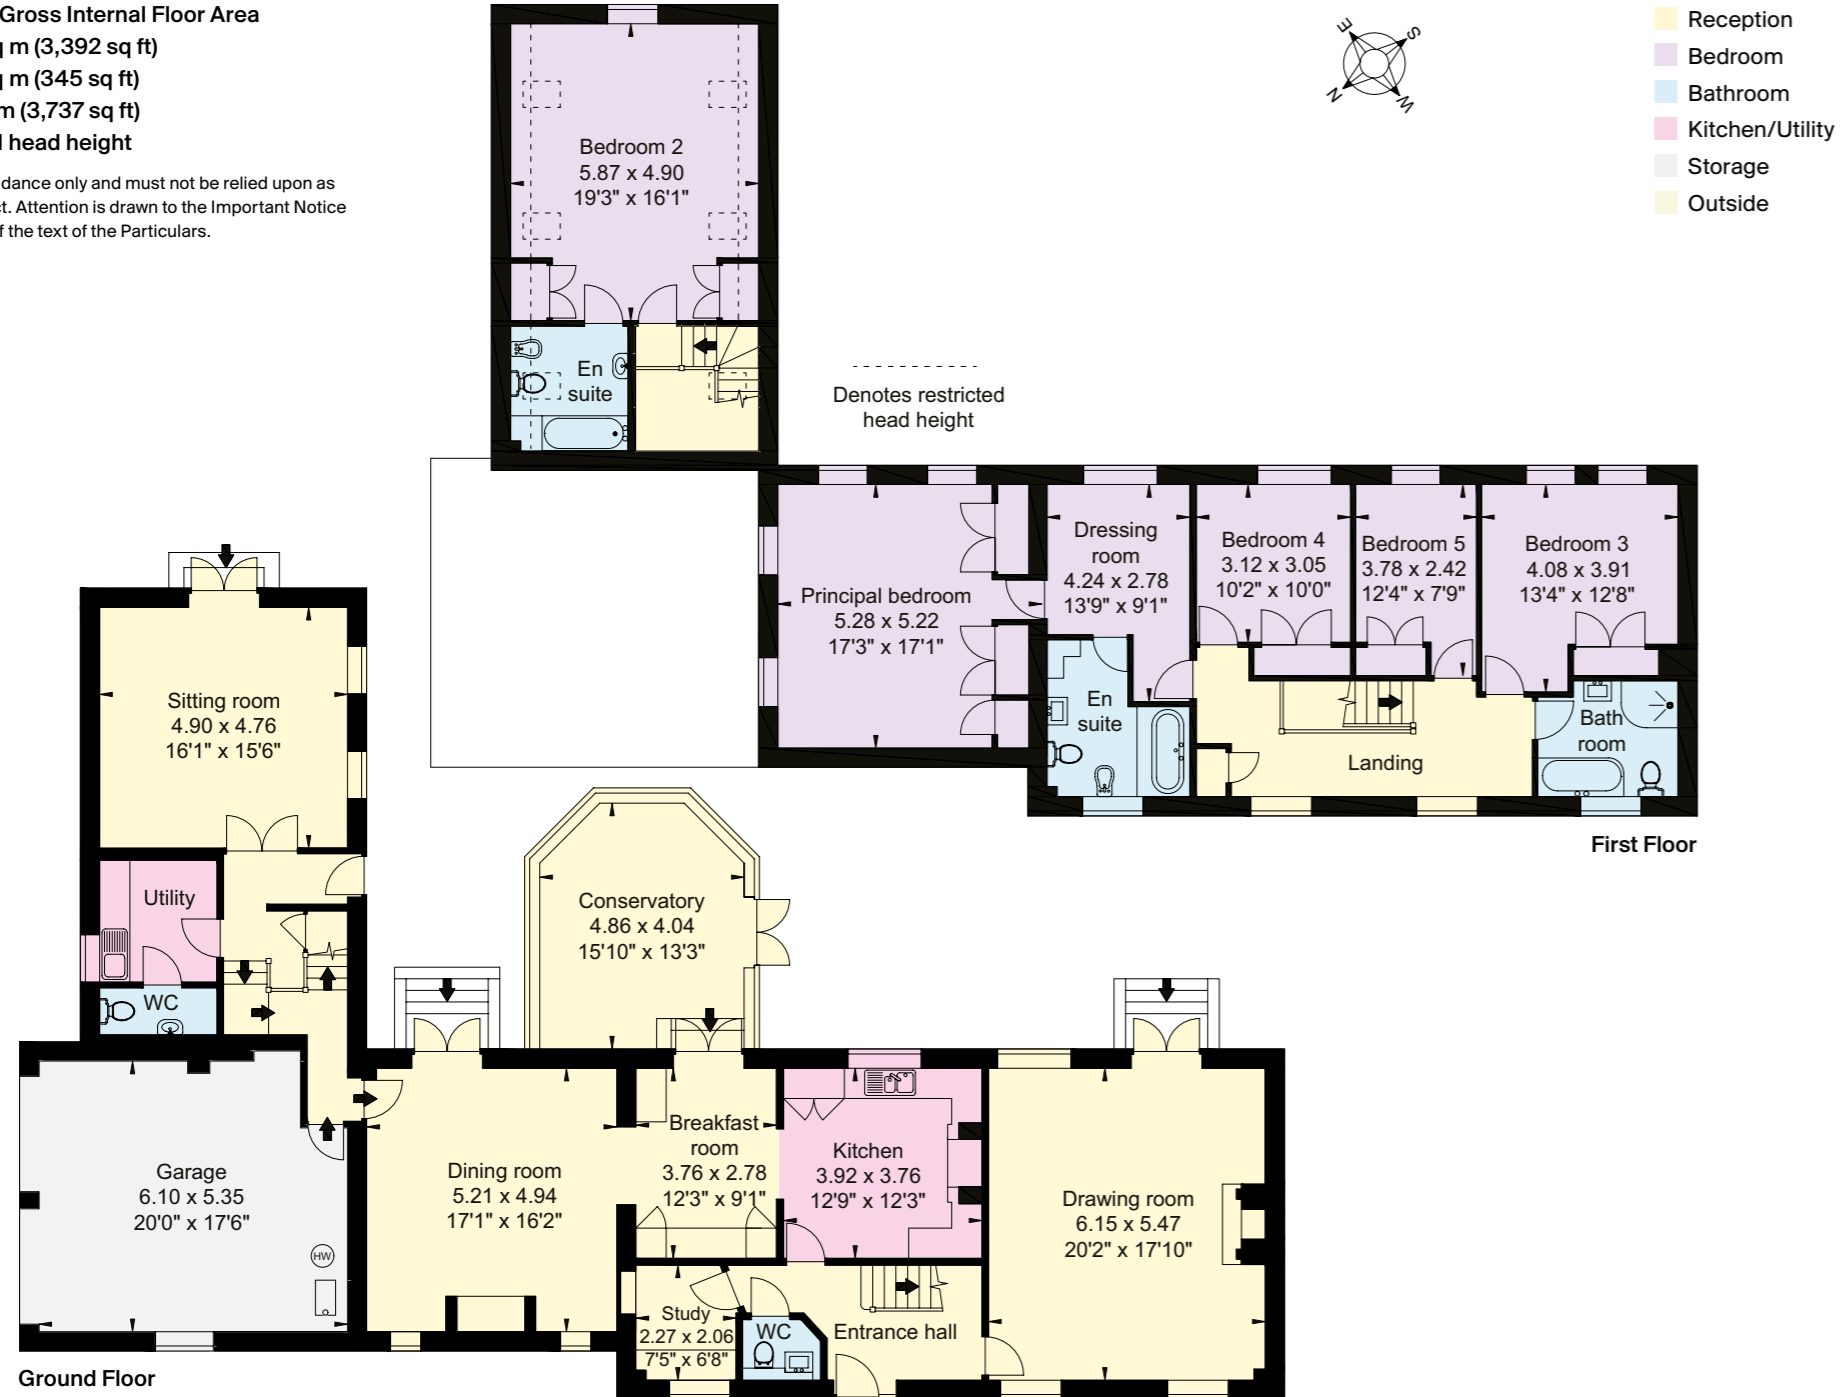 Gross Internal Floor Area
q m (3,392 sq ft)
q m (345 sq ft)
m (3,737 sq ft)
head height
dance only and must not be relied upon as
ct. Attention is drawn to the Important Notice
f the text of the Particulars.
E
S
N
W
Reception
Bedroom
Bathroom
Kitchen/Utility
Storage
Outside
Bedroom 2
5.87 x 4.90
19'3" x 16'1"
En
suite
Denotes restricted
head height
Principal bedroom
5.28 x 5.22
17'3" x 17'1"
Dressing
room
4.24 x 2.78
13'9" x 9'1"
Bedroom 4
3.12 x 3.05
10'2" x 10'0"
Bedroom 5
3.78 x 2.42
12'4" x 7'9"
Bedroom 3
4.08 x 3.91
13'4" x 12'8"
En
suite
Landing
Bath
room
First Floor
Sitting room
4.90 x 4.76
16'1" x 15'6"
Utility
WC
Conservatory
4.86 x 4.04
15'10" x 13'3"
Garage
6.10 x 5.35
20'0" x 17'6"
HW
Dining room
5.21 x 4.94
17'1" x 16'2"
Breakfast
room
3.76 x 2.78
12'3" x 9'1"
Kitchen
3.92 x 3.76
12'9" x 12'3"
Drawing room
6.15 x 5.47
20'2" x 17'10"
Study
2.27 x 2.06
7'5" x 6'8"
WC
Entrance hall
Ground Floor